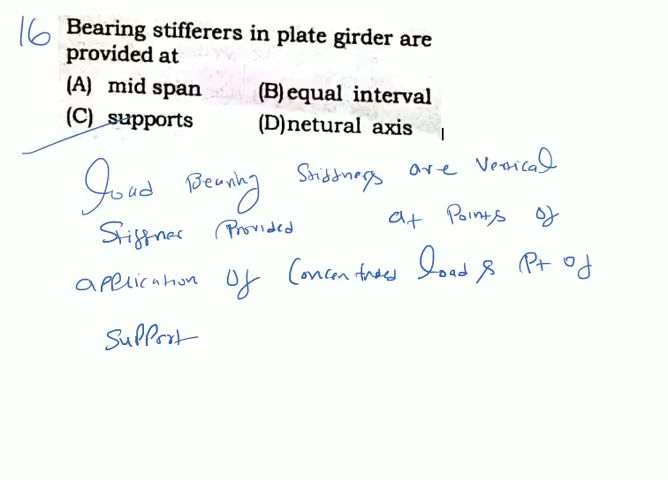 16 Bearing stifferers in plate girder are
provided at
(A) mid span (B) equal interval
(C) supports (D) netural axis
Load Bearing Stiffners are Vertical
Stiffner Provided at Points of
application of Concentrated load & Pt of
Support